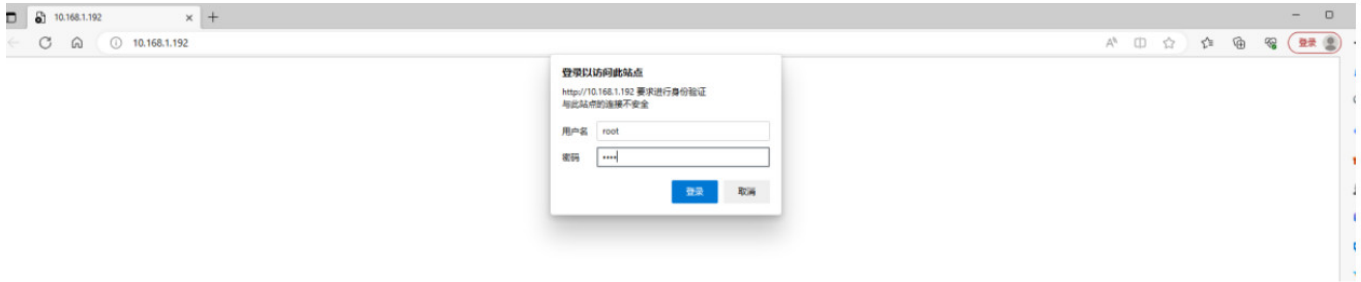 10.168.1.192
10.168.1.192
登录
登录以访问此站点
http://10.168.1.192 要求进行身份验证
与此站点的连接不安全
用户名 root
密码 ••••
登录 取消